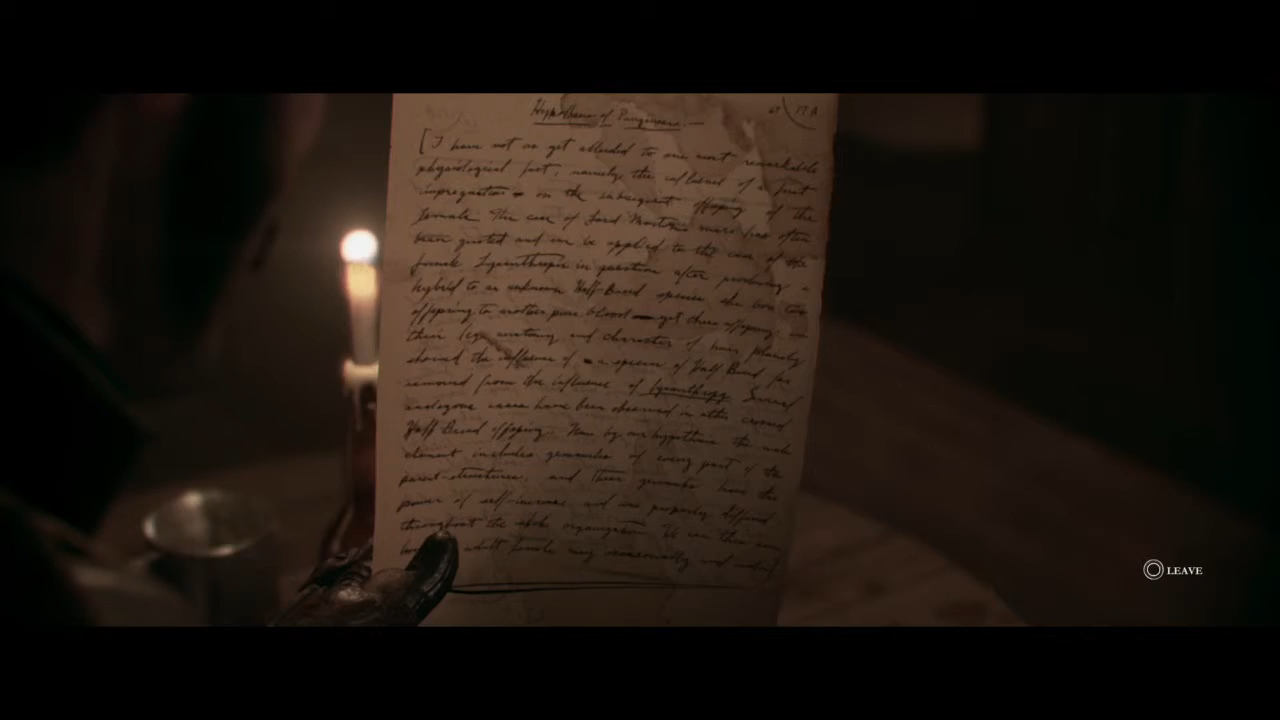 Hypothesis of Pangenesis.
[I have not as yet alluded to one most remarkable
physiological fact, namely the influence of a first
impregnation on the subsequent offspring of the
female. The case of Lord Morton's mare has often
been quoted and can be applied to the case of the
female Lycanthrope in question after producing a
hybrid to an unknown Half-Breed species she bore two
offspring to another pure blood yet these offspring in
their leg anatomy and character of hair plainly
showed the influence of a species of Half Breed far
removed from the influence of lycanthropy. Several
analogous cases have been observed in other crossed
Half Breed offspring. Now by our hypothesis the male
element includes gemmules of every part of the
parent-structures, and these gemmules have the
power of self-increase and are properly diffused
throughout the whole organization.
adult female may occasionally
LEAVE